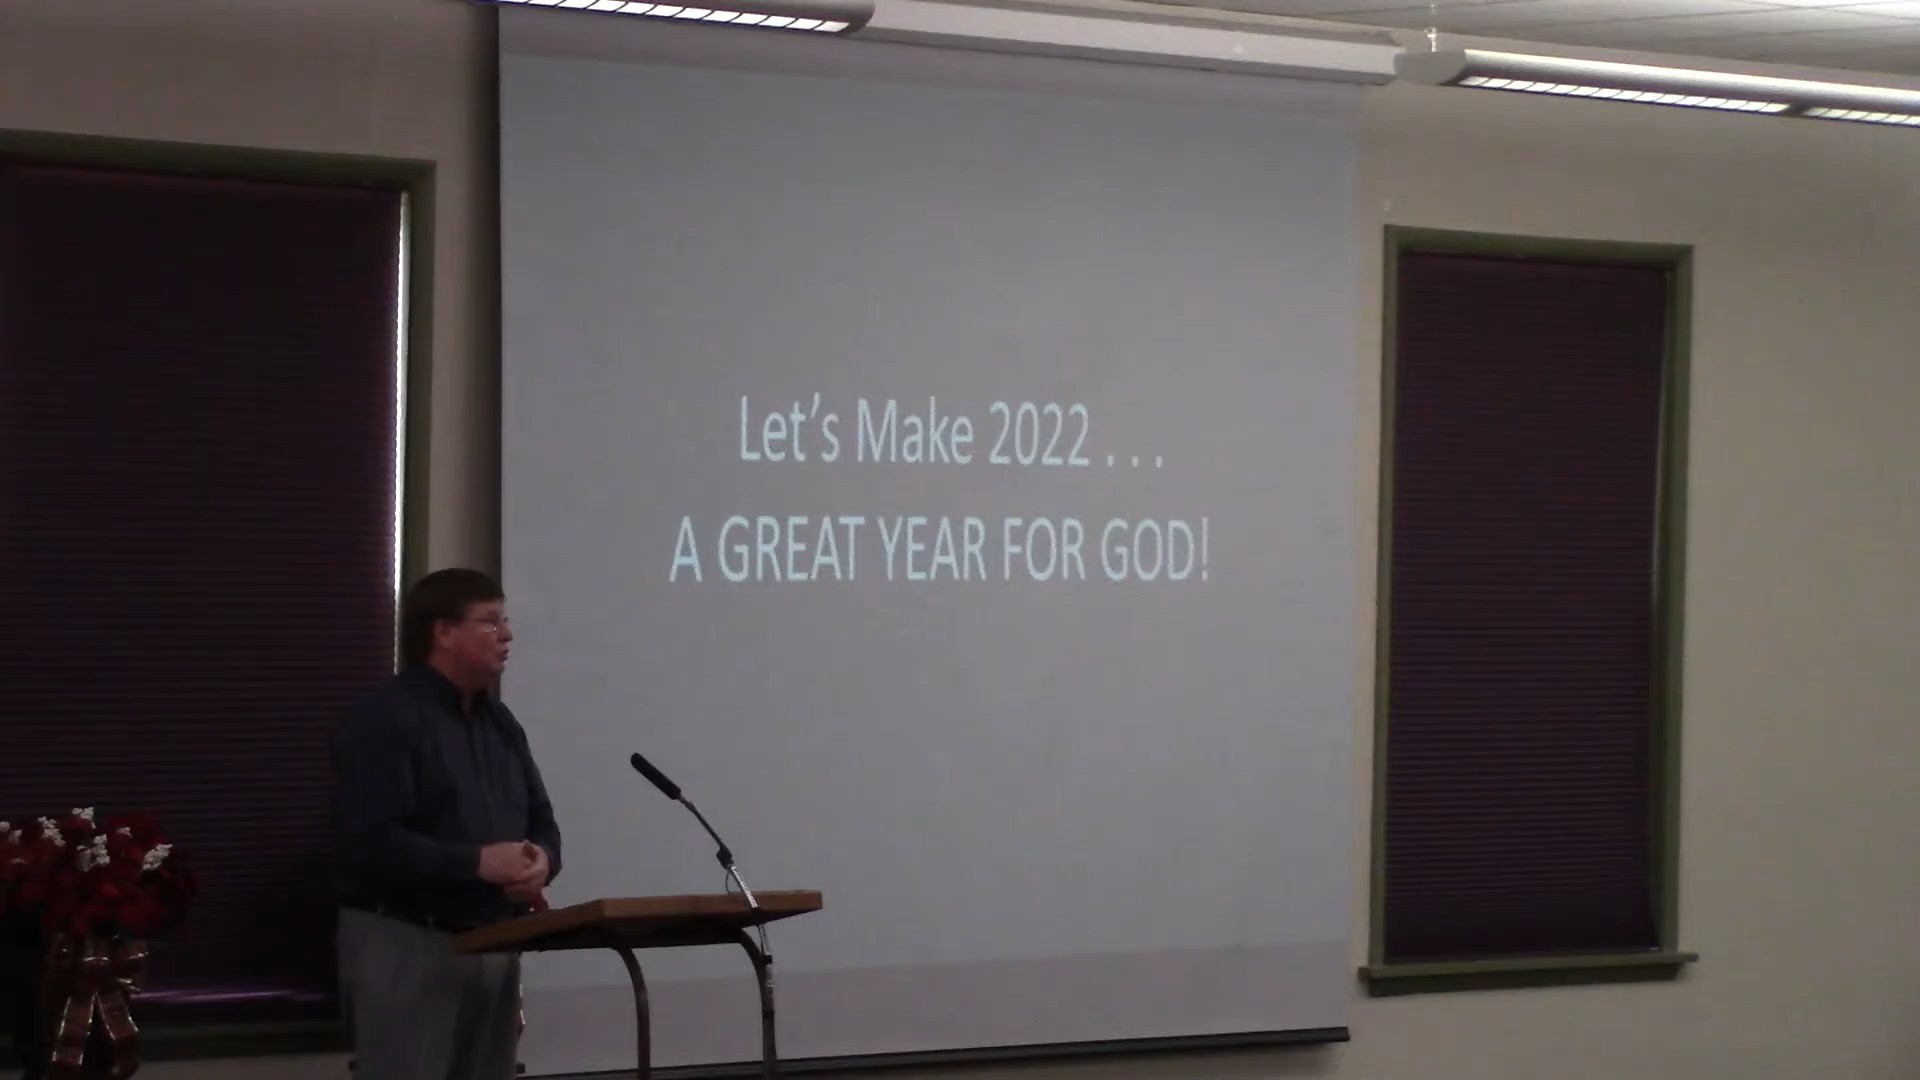 Let's Make 2022 . . .
A GREAT YEAR FOR GOD!